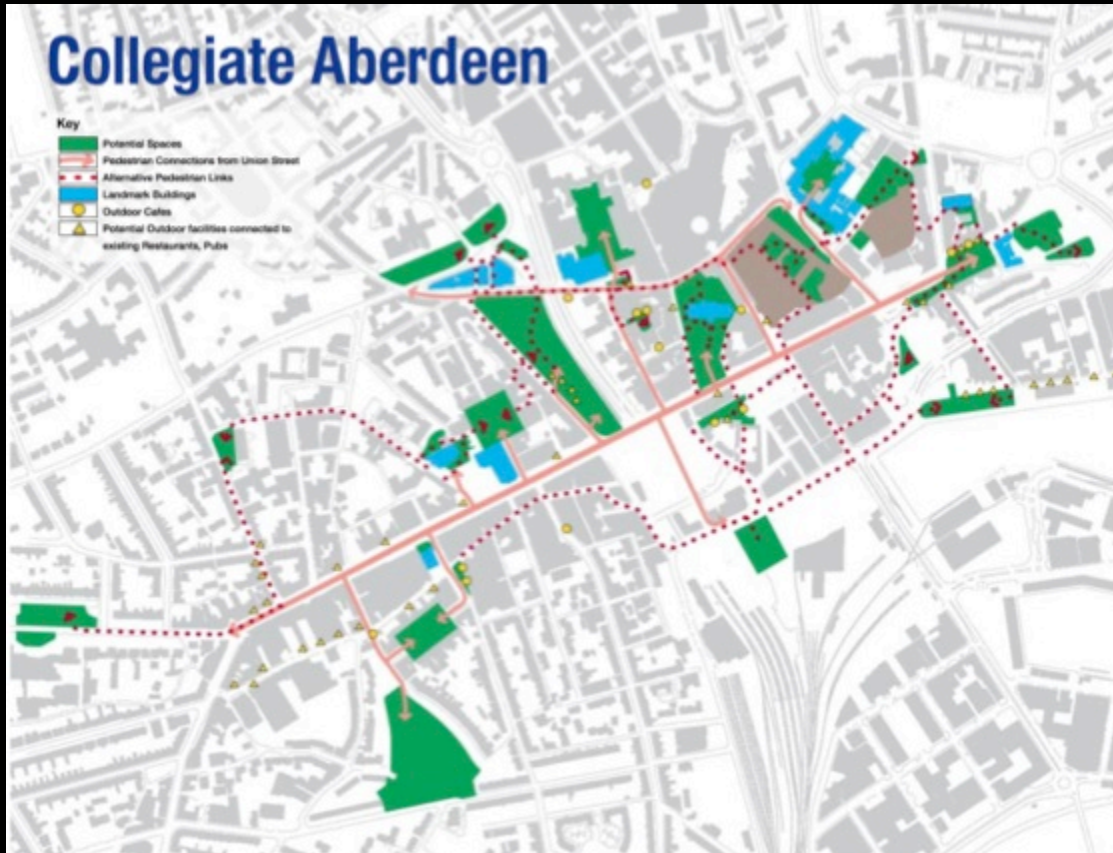 Collegiate Aberdeen
Key
Potential Spaces
Pedestrian Connections from Union Street
Alternative Pedestrian Links
Landmark Buildings
Outdoor Cafes
Potential Outdoor facilities connected to
existing Restaurants, Pubs